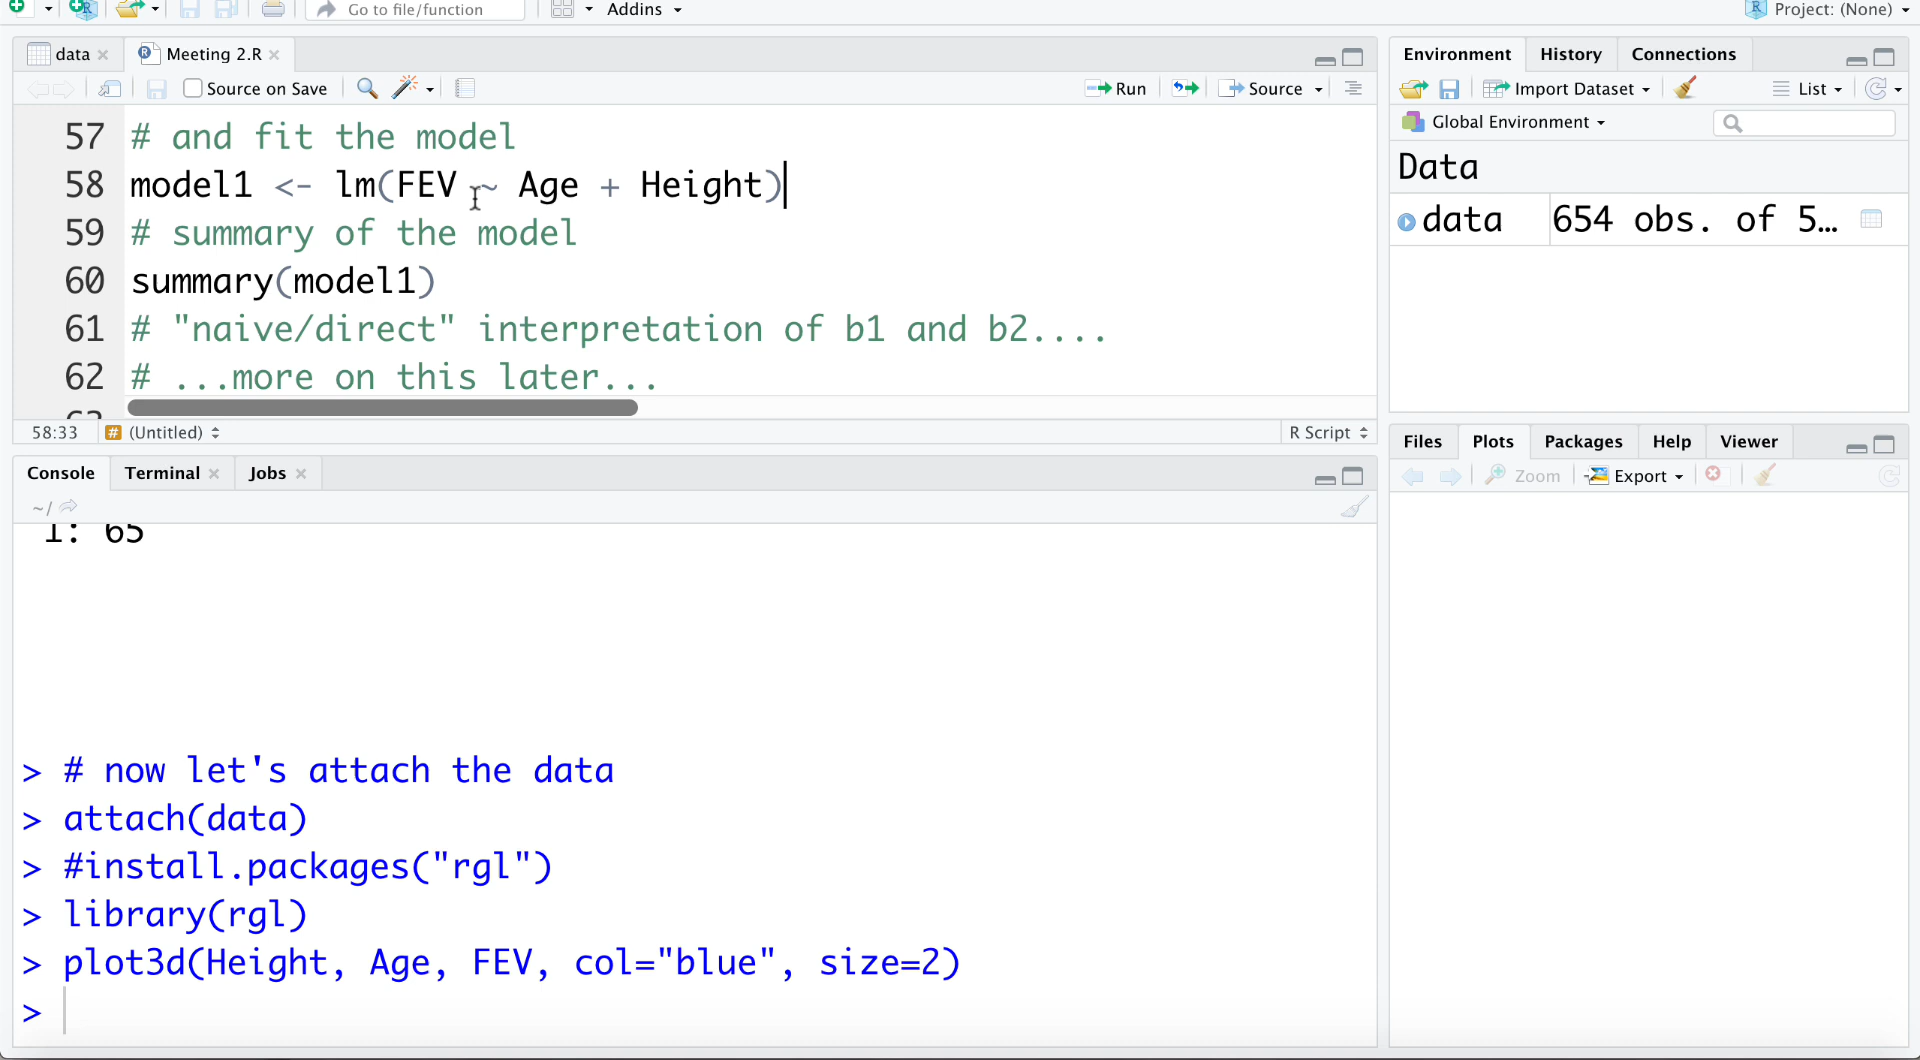 Go to file/function
Addins
Project: (None)
data
Meeting 2.R
Source on Save
Run
Source
57 # and fit the model
58 model1 <- lm(FEV ~ Age + Height)
59 # summary of the model
60 summary(model1)
61 # "naive/direct" interpretation of b1 and b2....
62 # ...more on this later...
63
58:33
# (Untitled)
R Script
Console
Terminal
Jobs
~/
1: 65
> # now let's attach the data
> attach(data)
> #install.packages("rgl")
> library(rgl)
> plot3d(Height, Age, FEV, col="blue", size=2)
>
Environment
History
Connections
Import Dataset
List
Global Environment
Data
data 654 obs. of 5...
Files
Plots
Packages
Help
Viewer
Zoom
Export